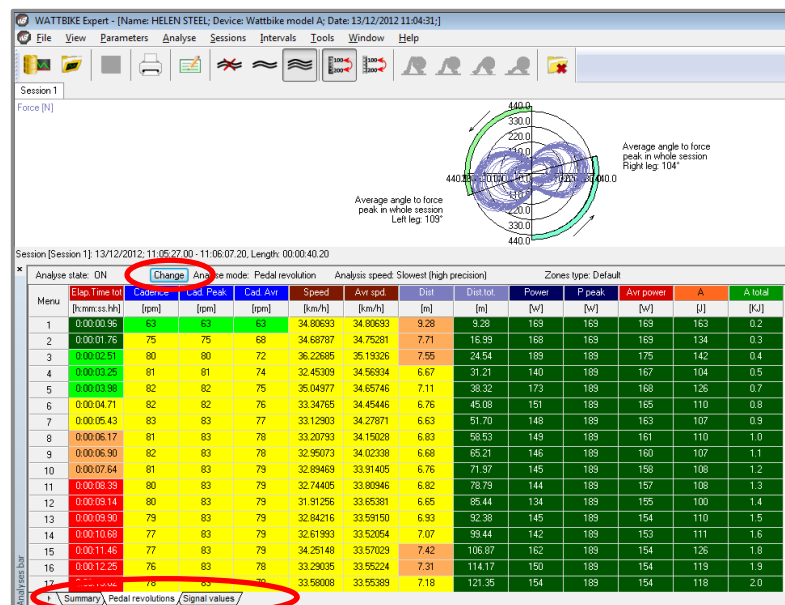 WATTBIKE Expert - [Name: HELEN STEEL; Device: Wattbike model A; Date: 13/12/2012 11:04:31;]
File View Parameters Analyse Sessions Intervals Tools Window Help
Session 1
Force [N]
440.0
330.0
220.0
Average angle to force
peak in whole session
Right leg: 104°
Average angle to force
peak in whole session
Left leg: 109°
220.0
330.0
440.0
Session [Session 1]: 13/12/2012; 11:05:27.00 - 11:06:07.20, Length: 00:00:40.20
Analyse state: ON Change Analyse mode: Pedal revolution Analysis speed: Slowest (high precision) Zones type: Default
Menu Elap.Time tot Cadence Cad. Peak Cad. Avr Speed Avr spd. Dist Dist.tot. Power P peak Avr power A A total
[h:mm:ss.hh] [rpm] [rpm] [rpm] [km/h] [km/h] [m] [m] [W] [W] [W] [J] [KJ]
1 0:00:00.96 63 63 63 34.80693 34.80693 9.28 9.28 169 169 169 163 0.2
2 0:00:01.76 75 75 68 34.68787 34.75281 7.71 16.99 168 169 169 134 0.3
3 0:00:02.51 80 80 72 36.22685 35.19326 7.55 24.54 189 189 175 142 0.4
4 0:00:03.25 81 81 74 32.45309 34.56934 6.67 31.21 140 189 167 104 0.5
5 0:00:03.98 82 82 75 35.04977 34.65746 7.11 38.32 173 189 168 126 0.7
6 0:00:04.71 82 82 76 33.34765 34.45446 6.76 45.08 151 189 165 110 0.8
7 0:00:05.43 83 83 77 33.12903 34.27871 6.63 51.70 148 189 163 107 0.9
8 0:00:06.17 81 83 78 33.20793 34.15028 6.83 58.53 149 189 161 110 1.0
9 0:00:06.90 82 83 78 32.95073 34.02338 6.68 65.21 146 189 160 107 1.1
10 0:00:07.64 81 83 79 32.89469 33.91405 6.76 71.97 145 189 158 108 1.2
11 0:00:08.39 80 83 79 32.74405 33.80946 6.82 78.79 144 189 157 108 1.3
12 0:00:09.14 80 83 79 31.91256 33.65381 6.65 85.44 134 189 155 100 1.4
13 0:00:09.90 79 83 79 32.84216 33.59150 6.93 92.38 145 189 154 110 1.5
14 0:00:10.68 77 83 79 32.61993 33.52054 7.07 99.44 142 189 153 111 1.6
15 0:00:11.46 77 83 79 34.25148 33.57029 7.42 106.87 162 189 154 126 1.8
16 0:00:12.25 76 83 78 33.29035 33.55224 7.31 114.17 150 189 154 119 1.9
17 78 83 33.58008 33.55389 7.18 121.35 154 189 154 118 2.0
Summary Pedal revolutions Signal values
Analyses bar